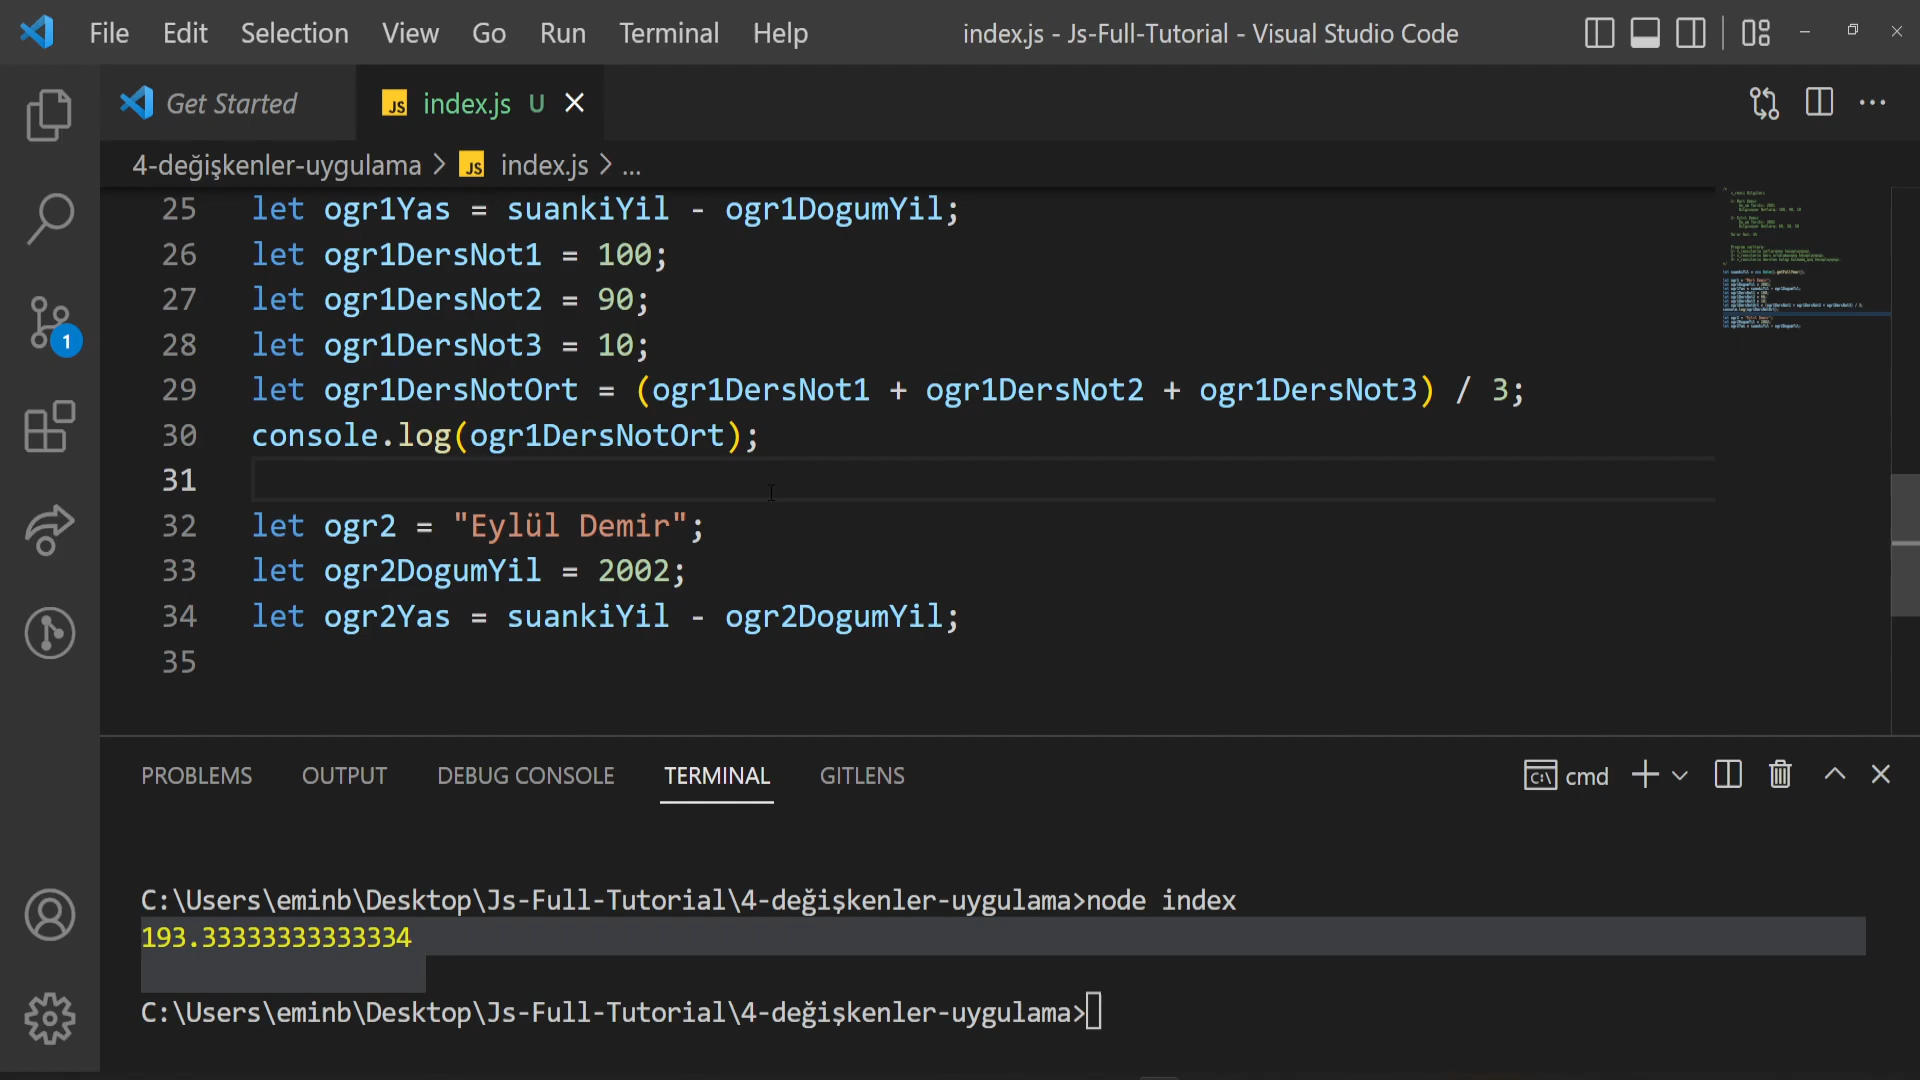 File Edit Selection View Go Run Terminal Help index.js - Js-Full-Tutorial - Visual Studio Code
Get Started JS index.js U
4-değişkenler-uygulama > JS index.js > ...
25 let ogr1Yas = suankiYil - ogr1DogumYil;
26 let ogr1DersNot1 = 100;
27 let ogr1DersNot2 = 90;
28 let ogr1DersNot3 = 10;
29 let ogr1DersNotOrt = (ogr1DersNot1 + ogr1DersNot2 + ogr1DersNot3) / 3;
30 console.log(ogr1DersNotOrt);
31
32 let ogr2 = "Eylül Demir";
33 let ogr2DogumYil = 2002;
34 let ogr2Yas = suankiYil - ogr2DogumYil;
35
1
PROBLEMS OUTPUT DEBUG CONSOLE TERMINAL GITLENS cmd
C:\Users\eminb\Desktop\Js-Full-Tutorial\4-değişkenler-uygulama>node index
193.33333333333334
C:\Users\eminb\Desktop\Js-Full-Tutorial\4-değişkenler-uygulama>